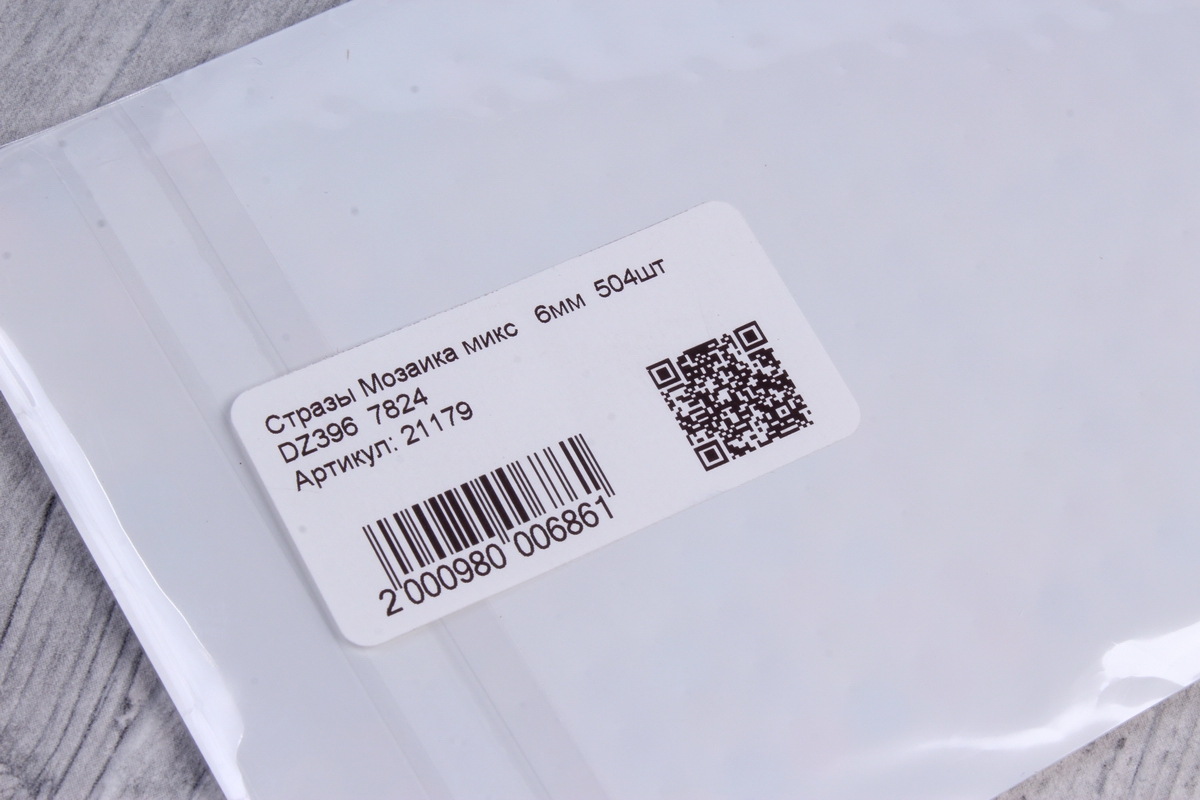 Стразы Мозаика микс 6мм 504шт
DZ396 7824
Артикул: 21179
2 000980 006861